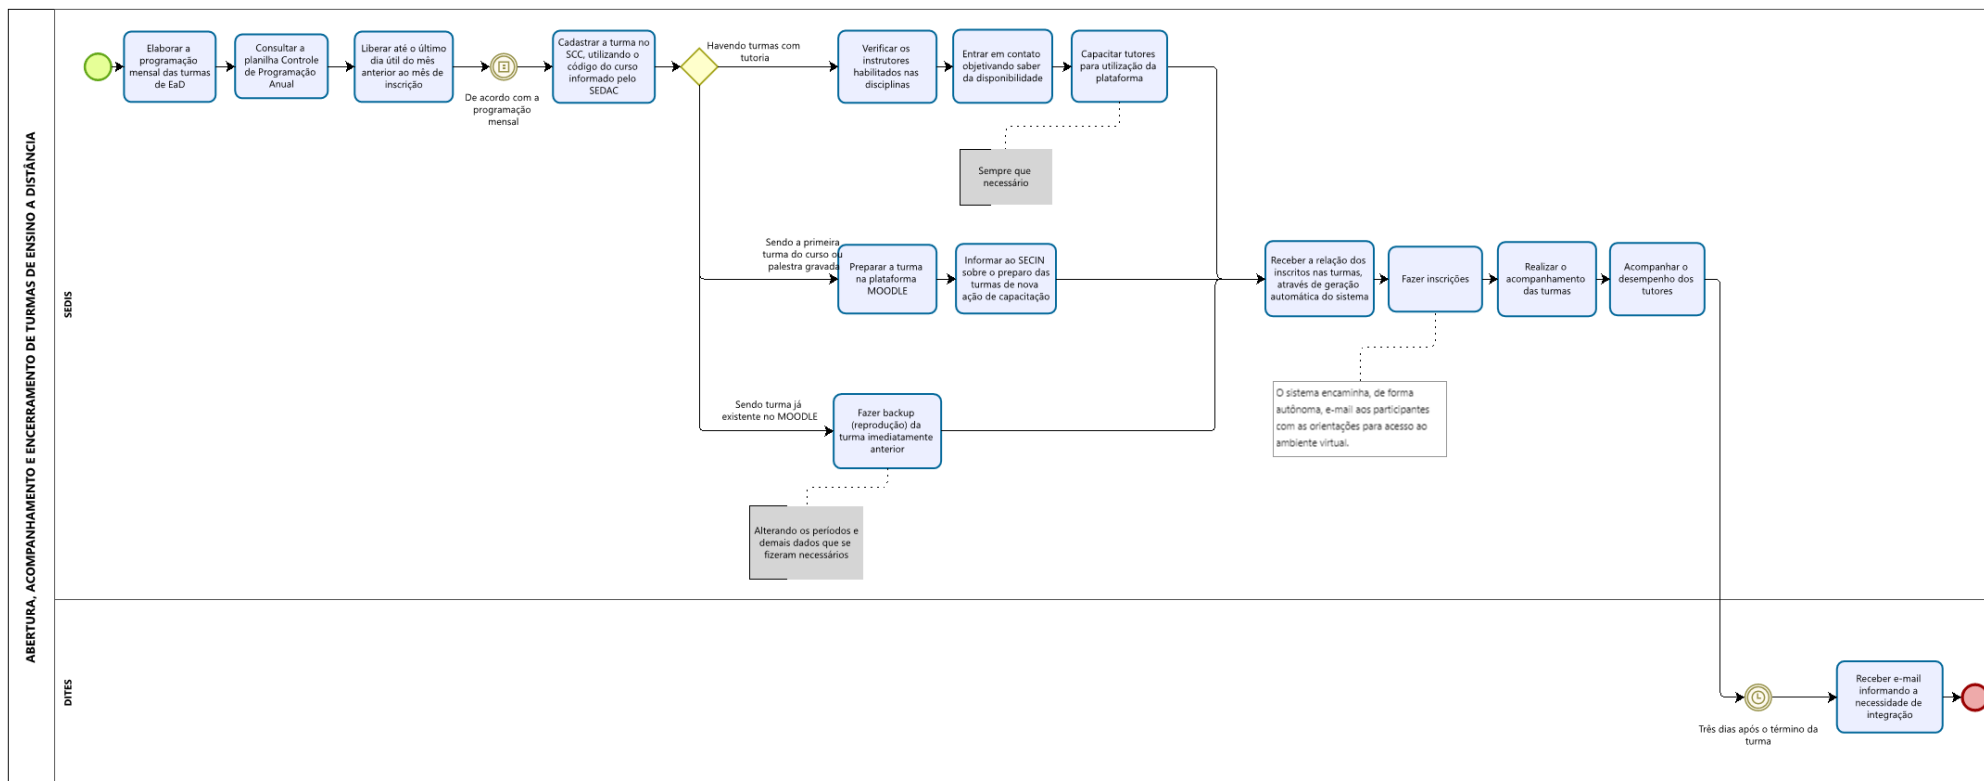 ABERTURA, ACOMPANHAMENTO E ENCERRAMENTO DE TURMAS DE ENSINO A DISTÂNCIA
SEDIS
Elaborar a
programação
mensal das turmas
de EaD
Consultar a
planilha Controle
de Programação
Anual
Liberar até o último
dia útil do mês
anterior ao mês de
inscrição
De acordo com a
programação
mensal
Cadastrar a turma no
SCC, utilizando o
código do curso
informado pelo
SEDAC
Havendo turmas com
tutoria
Verificar os
instrutores
habilitados nas
disciplinas
Entrar em contato
objetivando saber
da disponibilidade
Capacitar tutores
para utilização da
plataforma
Sempre que
necessário
Sendo a primeira
turma do curso ou
palestra gravada
Preparar a turma
na plataforma
MOODLE
Informar ao SECIN
sobre o preparo das
turmas de nova
ação de capacitação
Receber a relação dos
inscritos nas turmas,
através de geração
automática do sistema
Fazer inscrições
Realizar o
acompanhamento
das turmas
Acompanhar o
desempenho dos
tutores
O sistema encaminha, de forma
autônoma, e-mail aos participantes
com as orientações para acesso ao
ambiente virtual.
Sendo turma já
existente no MOODLE
Fazer backup
(reprodução) da
turma imediatamente
anterior
Alterando os períodos e
demais dados que se
fizeram necessários
DITES
Três dias após o término da
turma
Receber e-mail
informando a
necessidade de
integração